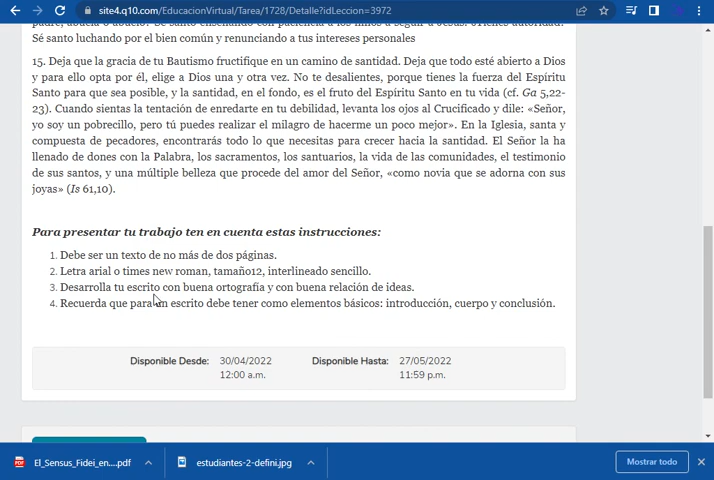 site4.q10.com/EducacionVirtual/Tarea/1728/Detalle?idLeccion=3972
Sé santo luchando por el bien común y renunciando a tus intereses personales
15. Deja que la gracia de tu Bautismo fructifique en un camino de santidad. Deja que todo esté abierto a Dios
y para ello opta por él, elige a Dios una y otra vez. No te desalientes, porque tienes la fuerza del Espíritu
Santo para que sea posible, y la santidad, en el fondo, es el fruto del Espíritu Santo en tu vida (cf. Ga 5,22-
23). Cuando sientas la tentación de enredarte en tu debilidad, levanta los ojos al Crucificado y dile: «Señor,
yo soy un pobrecillo, pero tú puedes realizar el milagro de hacerme un poco mejor». En la Iglesia, santa y
compuesta de pecadores, encontrarás todo lo que necesitas para crecer hacia la santidad. El Señor la ha
llenado de dones con la Palabra, los sacramentos, los santuarios, la vida de las comunidades, el testimonio
de sus santos, y una múltiple belleza que procede del amor del Señor, «como novia que se adorna con sus
joyas» (Is 61,10).
Para presentar tu trabajo ten en cuenta estas instrucciones:
1. Debe ser un texto de no más de dos páginas.
2. Letra arial o times new roman, tamaño12, interlineado sencillo.
3. Desarrolla tu escrito con buena ortografía y con buena relación de ideas.
4. Recuerda que para un escrito debe tener como elementos básicos: introducción, cuerpo y conclusión.
Disponible Desde: 30/04/2022 Disponible Hasta: 27/05/2022
12:00 a.m. 11:59 p.m.
El_Sensus_Fidei_en....pdf estudiantes-2-defini.jpg Mostrar todo